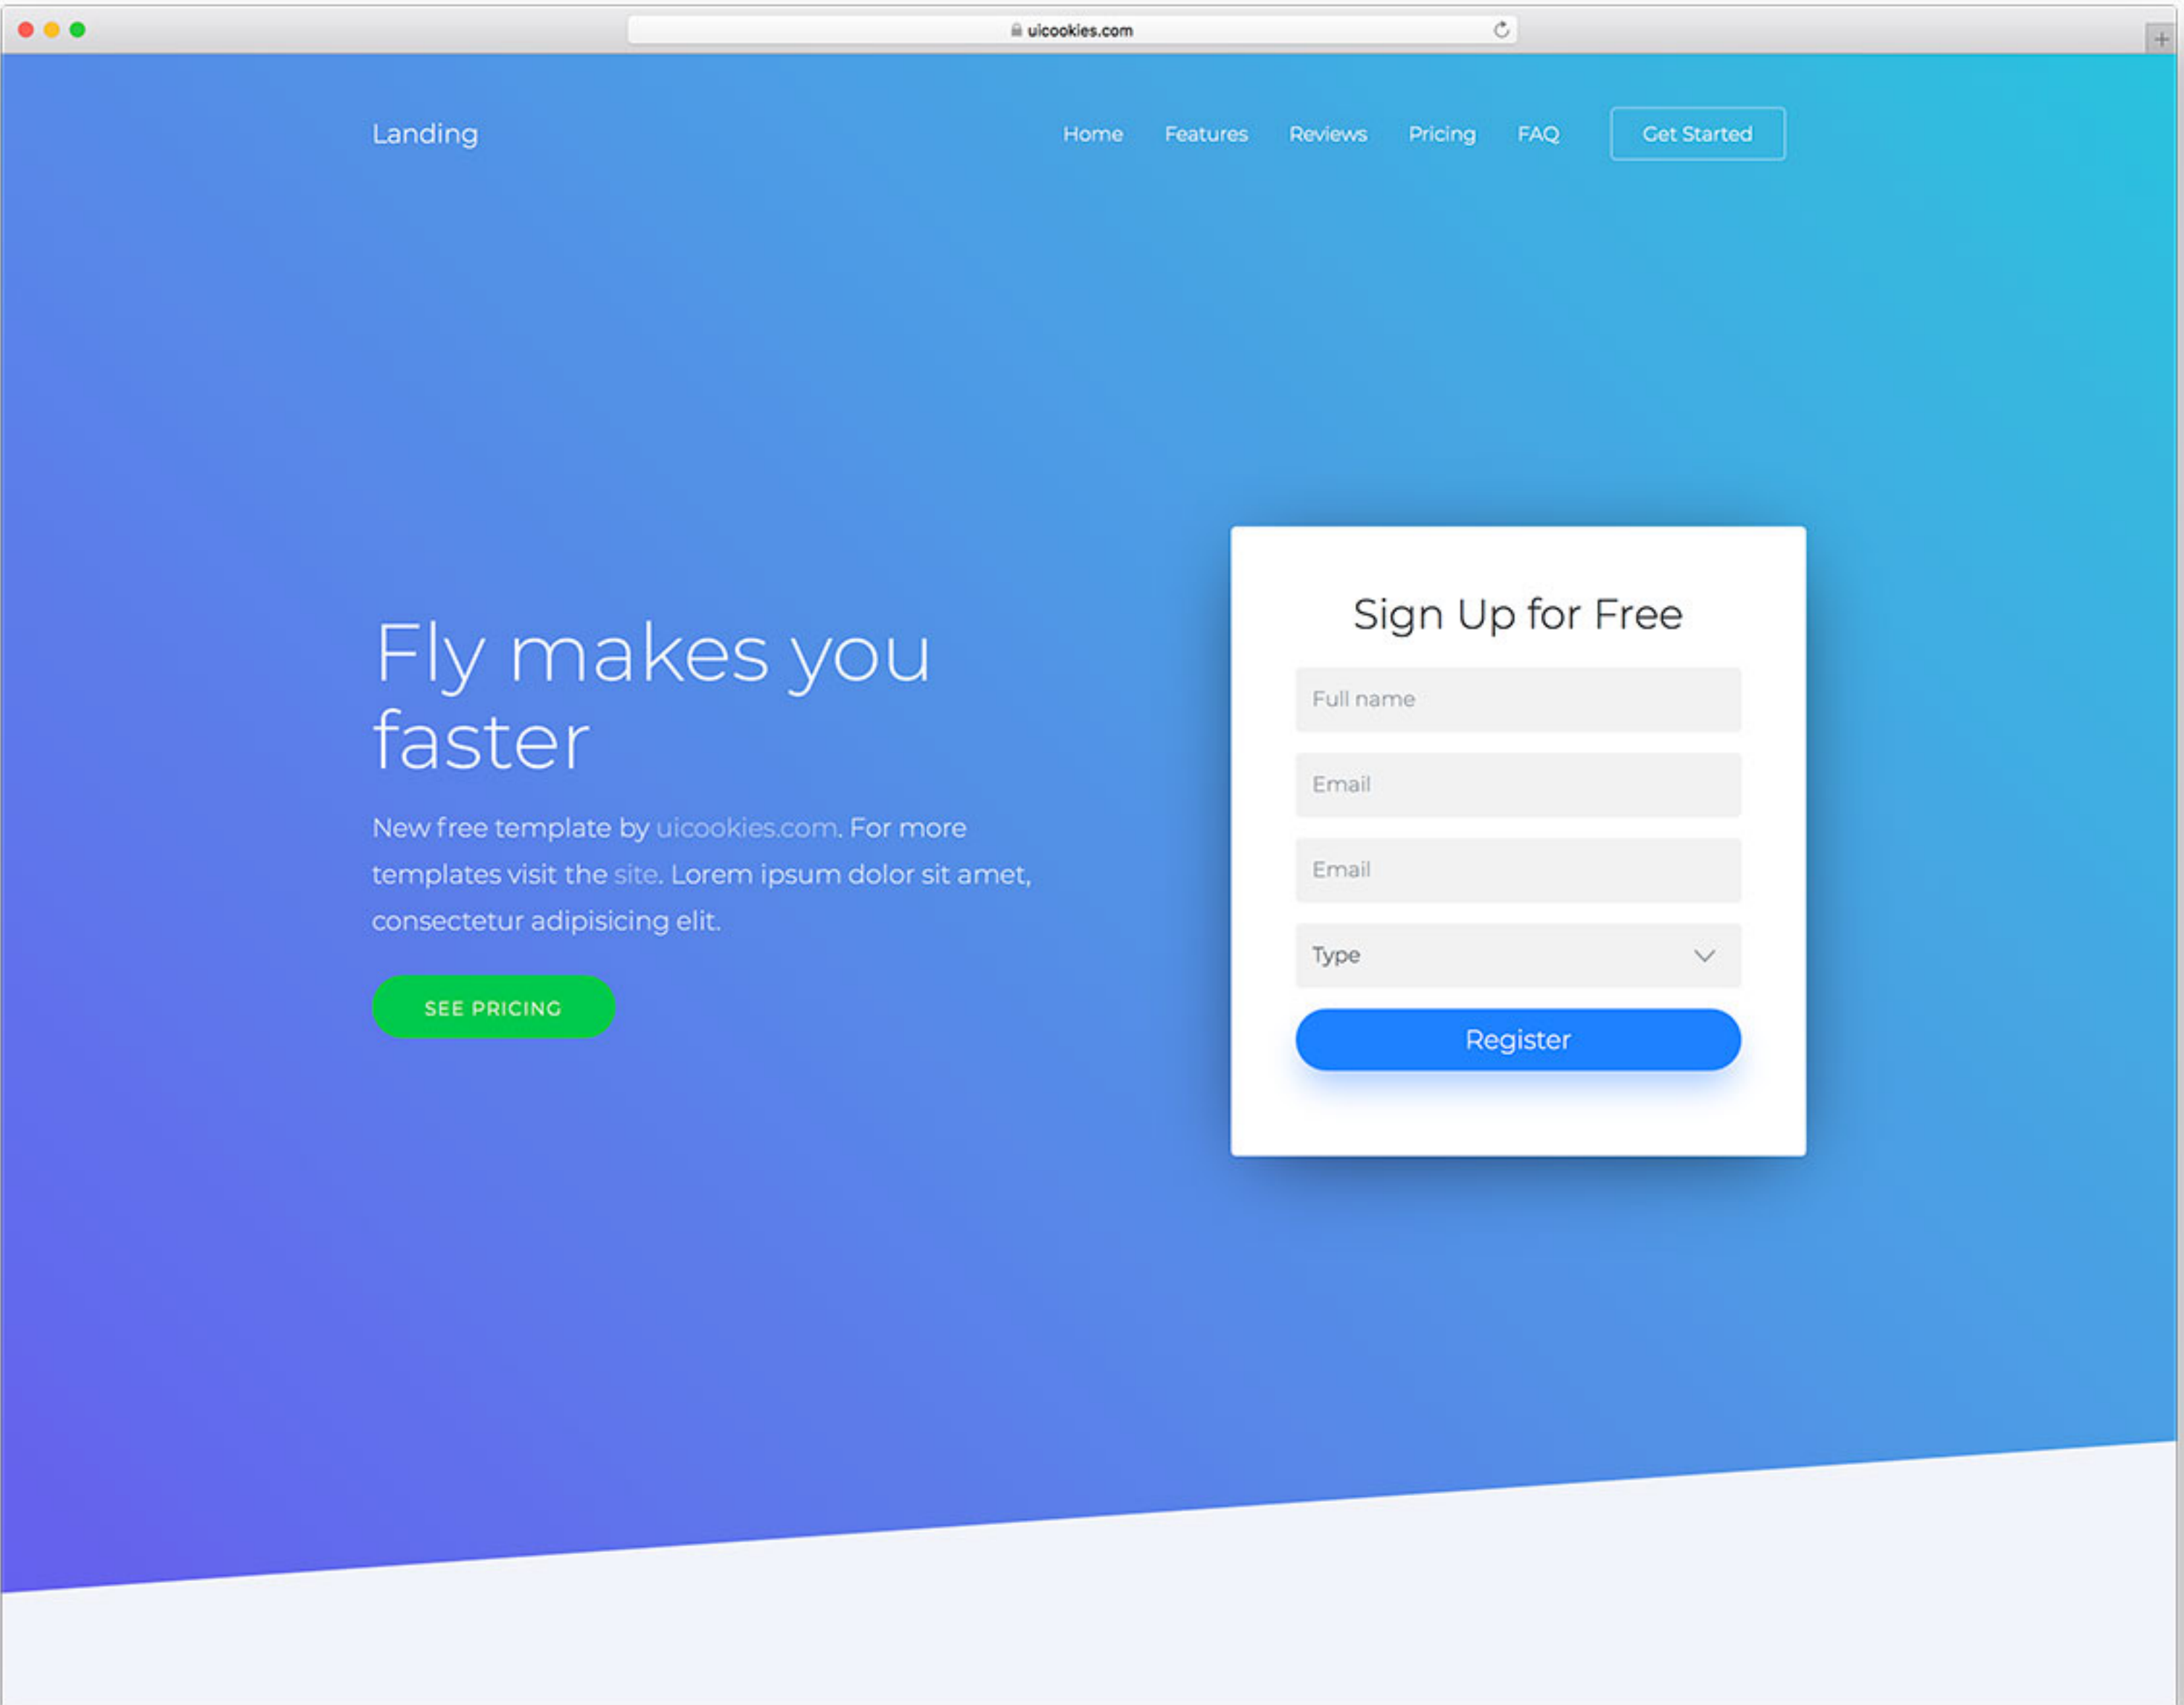 uicookies.com
Landing
Home Features Reviews Pricing FAQ Get Started
Fly makes you
faster
New free template by uicookies.com. For more
templates visit the site. Lorem ipsum dolor sit amet,
consectetur adipisicing elit.
SEE PRICING
Sign Up for Free
Full name
Email
Email
Type
Register